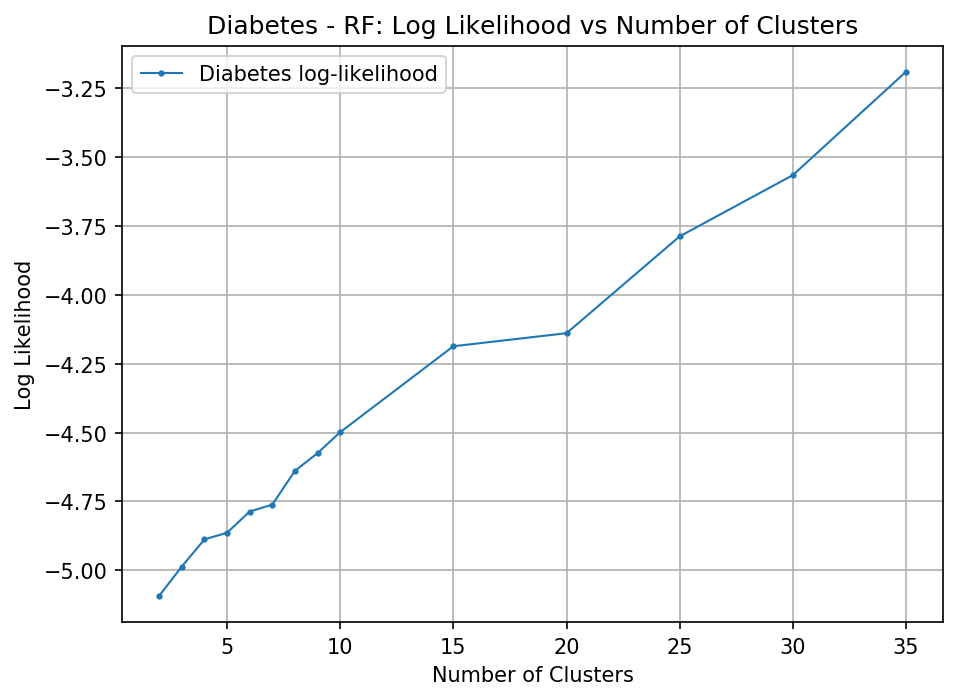 Diabetes - RF: Log Likelihood vs Number of Clusters
Diabetes log-likelihood
−3.25
−3.50
−3.75
−4.00
−4.25
−4.50
−4.75
−5.00
Log Likelihood
5 10 15 20 25 30 35
Number of Clusters